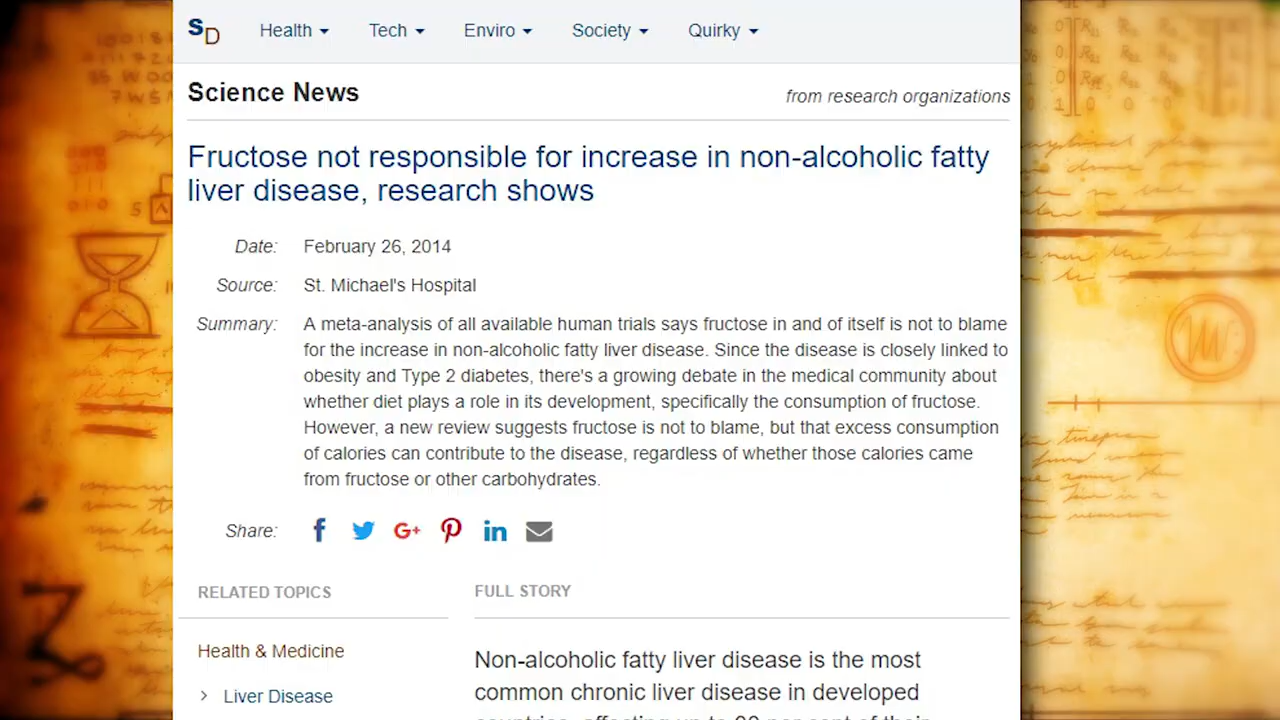 SD Health Tech Enviro Society Quirky
Science News
from research organizations
Fructose not responsible for increase in non-alcoholic fatty
liver disease, research shows
Date: February 26, 2014
Source: St. Michael's Hospital
Summary: A meta-analysis of all available human trials says fructose in and of itself is not to blame
for the increase in non-alcoholic fatty liver disease. Since the disease is closely linked to
obesity and Type 2 diabetes, there's a growing debate in the medical community about
whether diet plays a role in its development, specifically the consumption of fructose.
However, a new review suggests fructose is not to blame, but that excess consumption
of calories can contribute to the disease, regardless of whether those calories came
from fructose or other carbohydrates.
Share:
RELATED TOPICS
Health & Medicine
Liver Disease
FULL STORY
Non-alcoholic fatty liver disease is the most
common chronic liver disease in developed